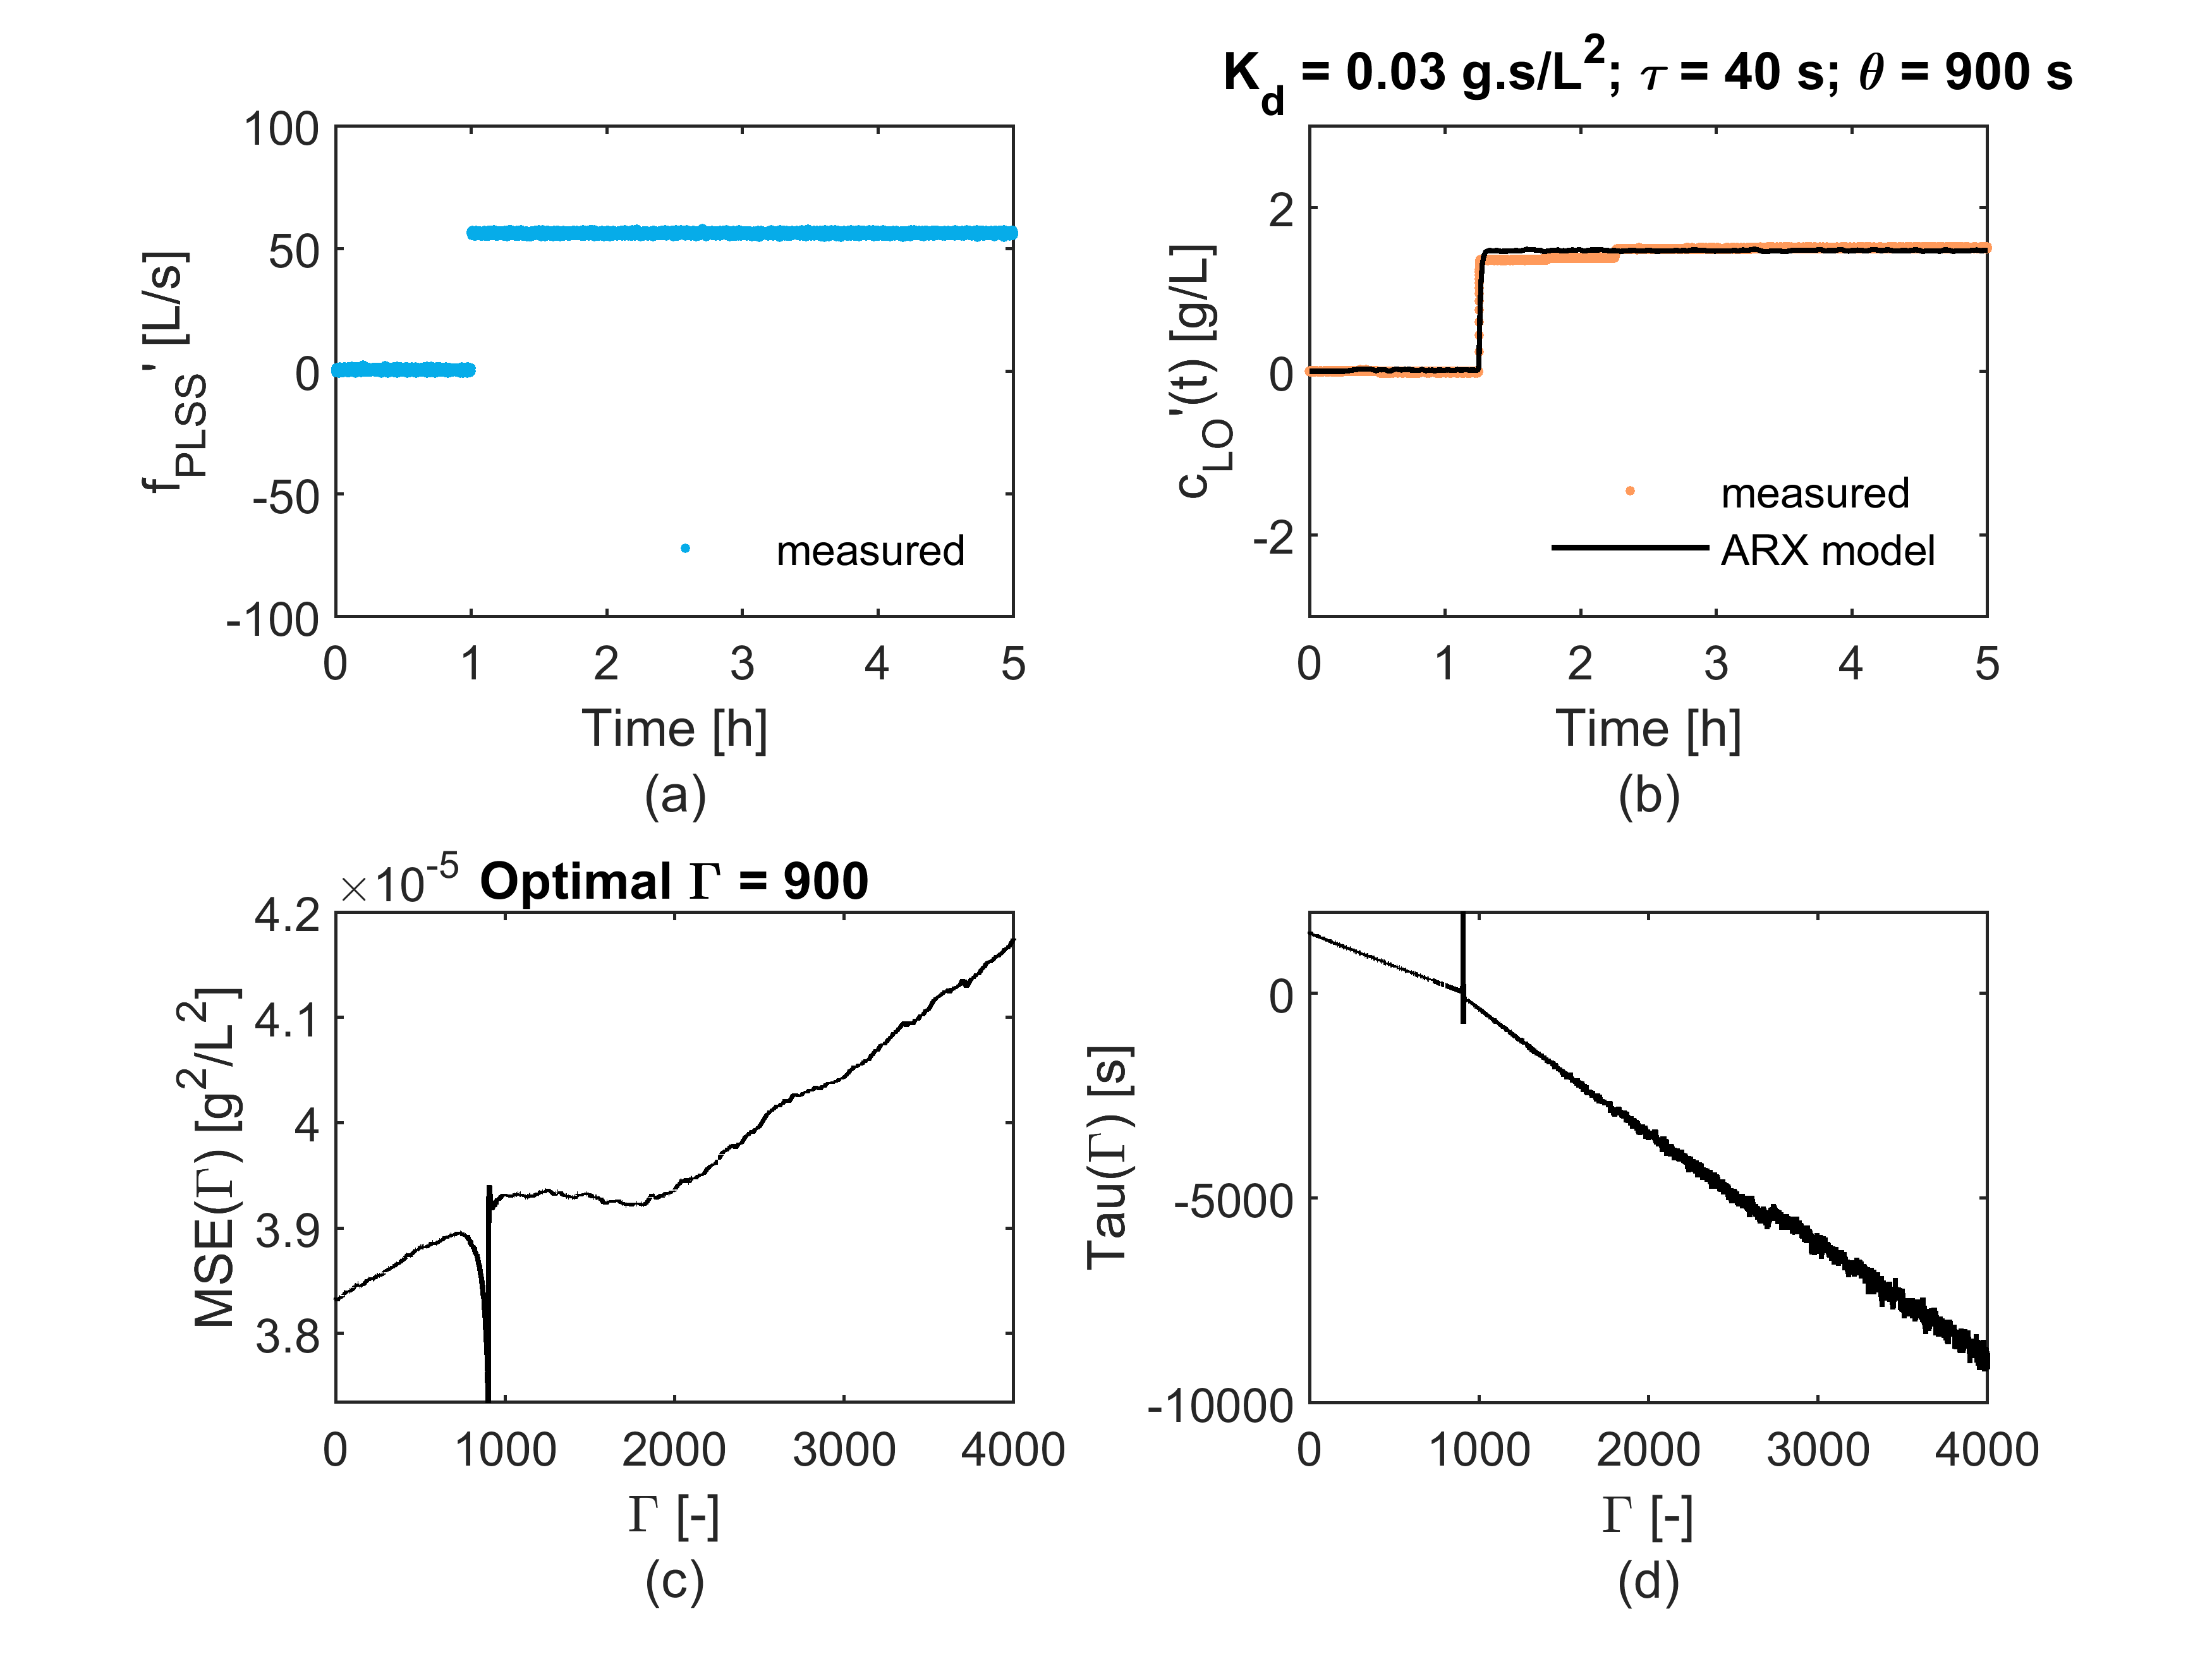 K_d = 0.03 g.s/L^2; τ = 40 s; θ = 900 s
100
50
0
-50
-100
f_PLSS' [L/s]
measured
0 1 2 3 4 5
Time [h]
(a)
2
0
-2
c_LO'(t) [g/L]
measured
ARX model
0 1 2 3 4 5
Time [h]
(b)
×10^-5 Optimal Γ = 900
4.2
4.1
4
3.9
3.8
MSE(Γ) [g^2/L^2]
0 1000 2000 3000 4000
Γ [-]
(c)
0
-5000
-10000
Tau(Γ) [s]
0 1000 2000 3000 4000
Γ [-]
(d)